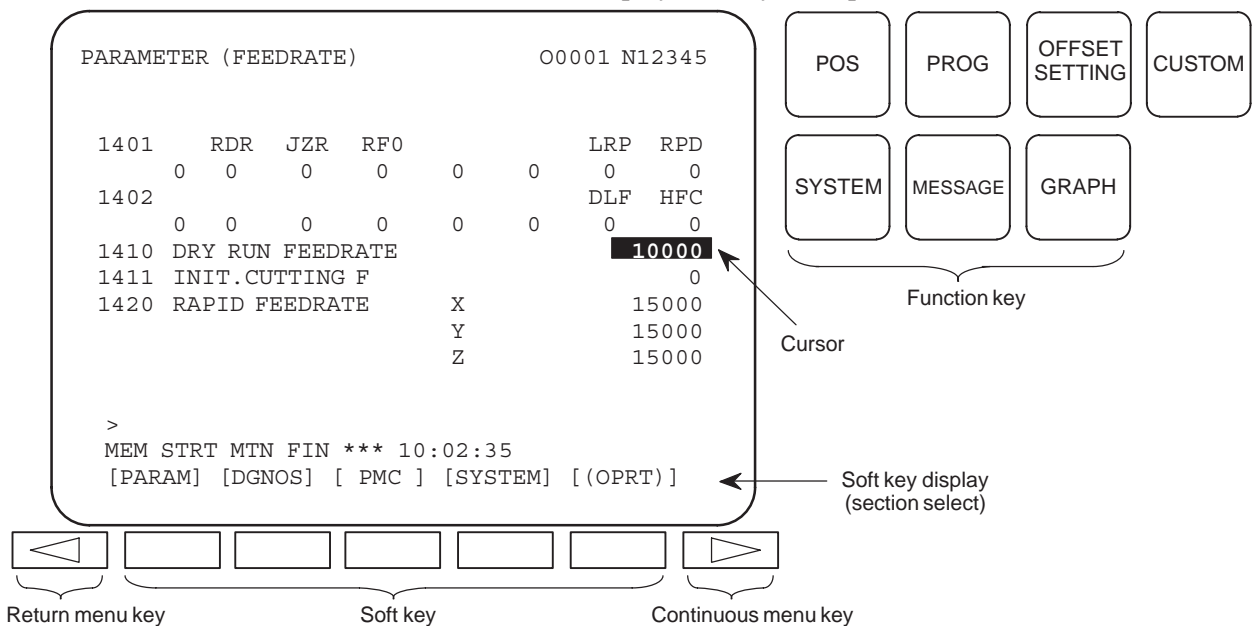 PARAMETER (FEEDRATE) O0001 N12345
1401 RDR JZR RF0 LRP RPD
0 0 0 0 0 0 0 0
1402 DLF HFC
0 0 0 0 0 0 0 0
1410 DRY RUN FEEDRATE 10000
1411 INIT.CUTTING F 0
1420 RAPID FEEDRATE X 15000
Y 15000
Z 15000
>
MEM STRT MTN FIN *** 10:02:35
[PARAM] [DGNOS] [ PMC ] [SYSTEM] [(OPRT)]
POS PROG OFFSET SETTING CUSTOM
SYSTEM MESSAGE GRAPH
Function key
Cursor
Soft key display
(section select)
Return menu key Soft key Continuous menu key